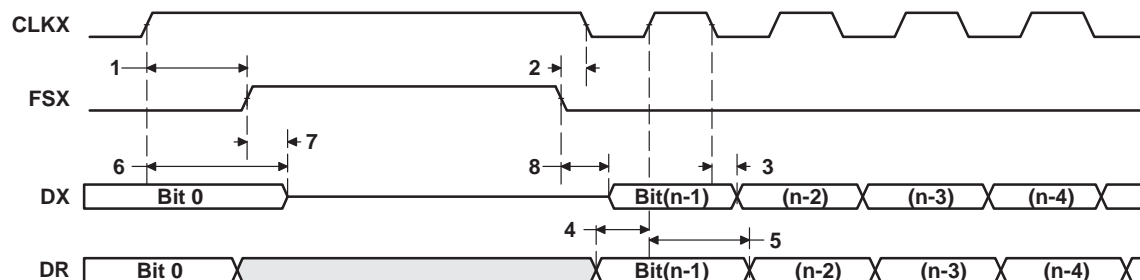 CLKX
1
2
FSX
7
6
8
3
DX
Bit 0
Bit(n-1)
(n-2)
(n-3)
(n-4)
4
5
DR
Bit 0
Bit(n-1)
(n-2)
(n-3)
(n-4)